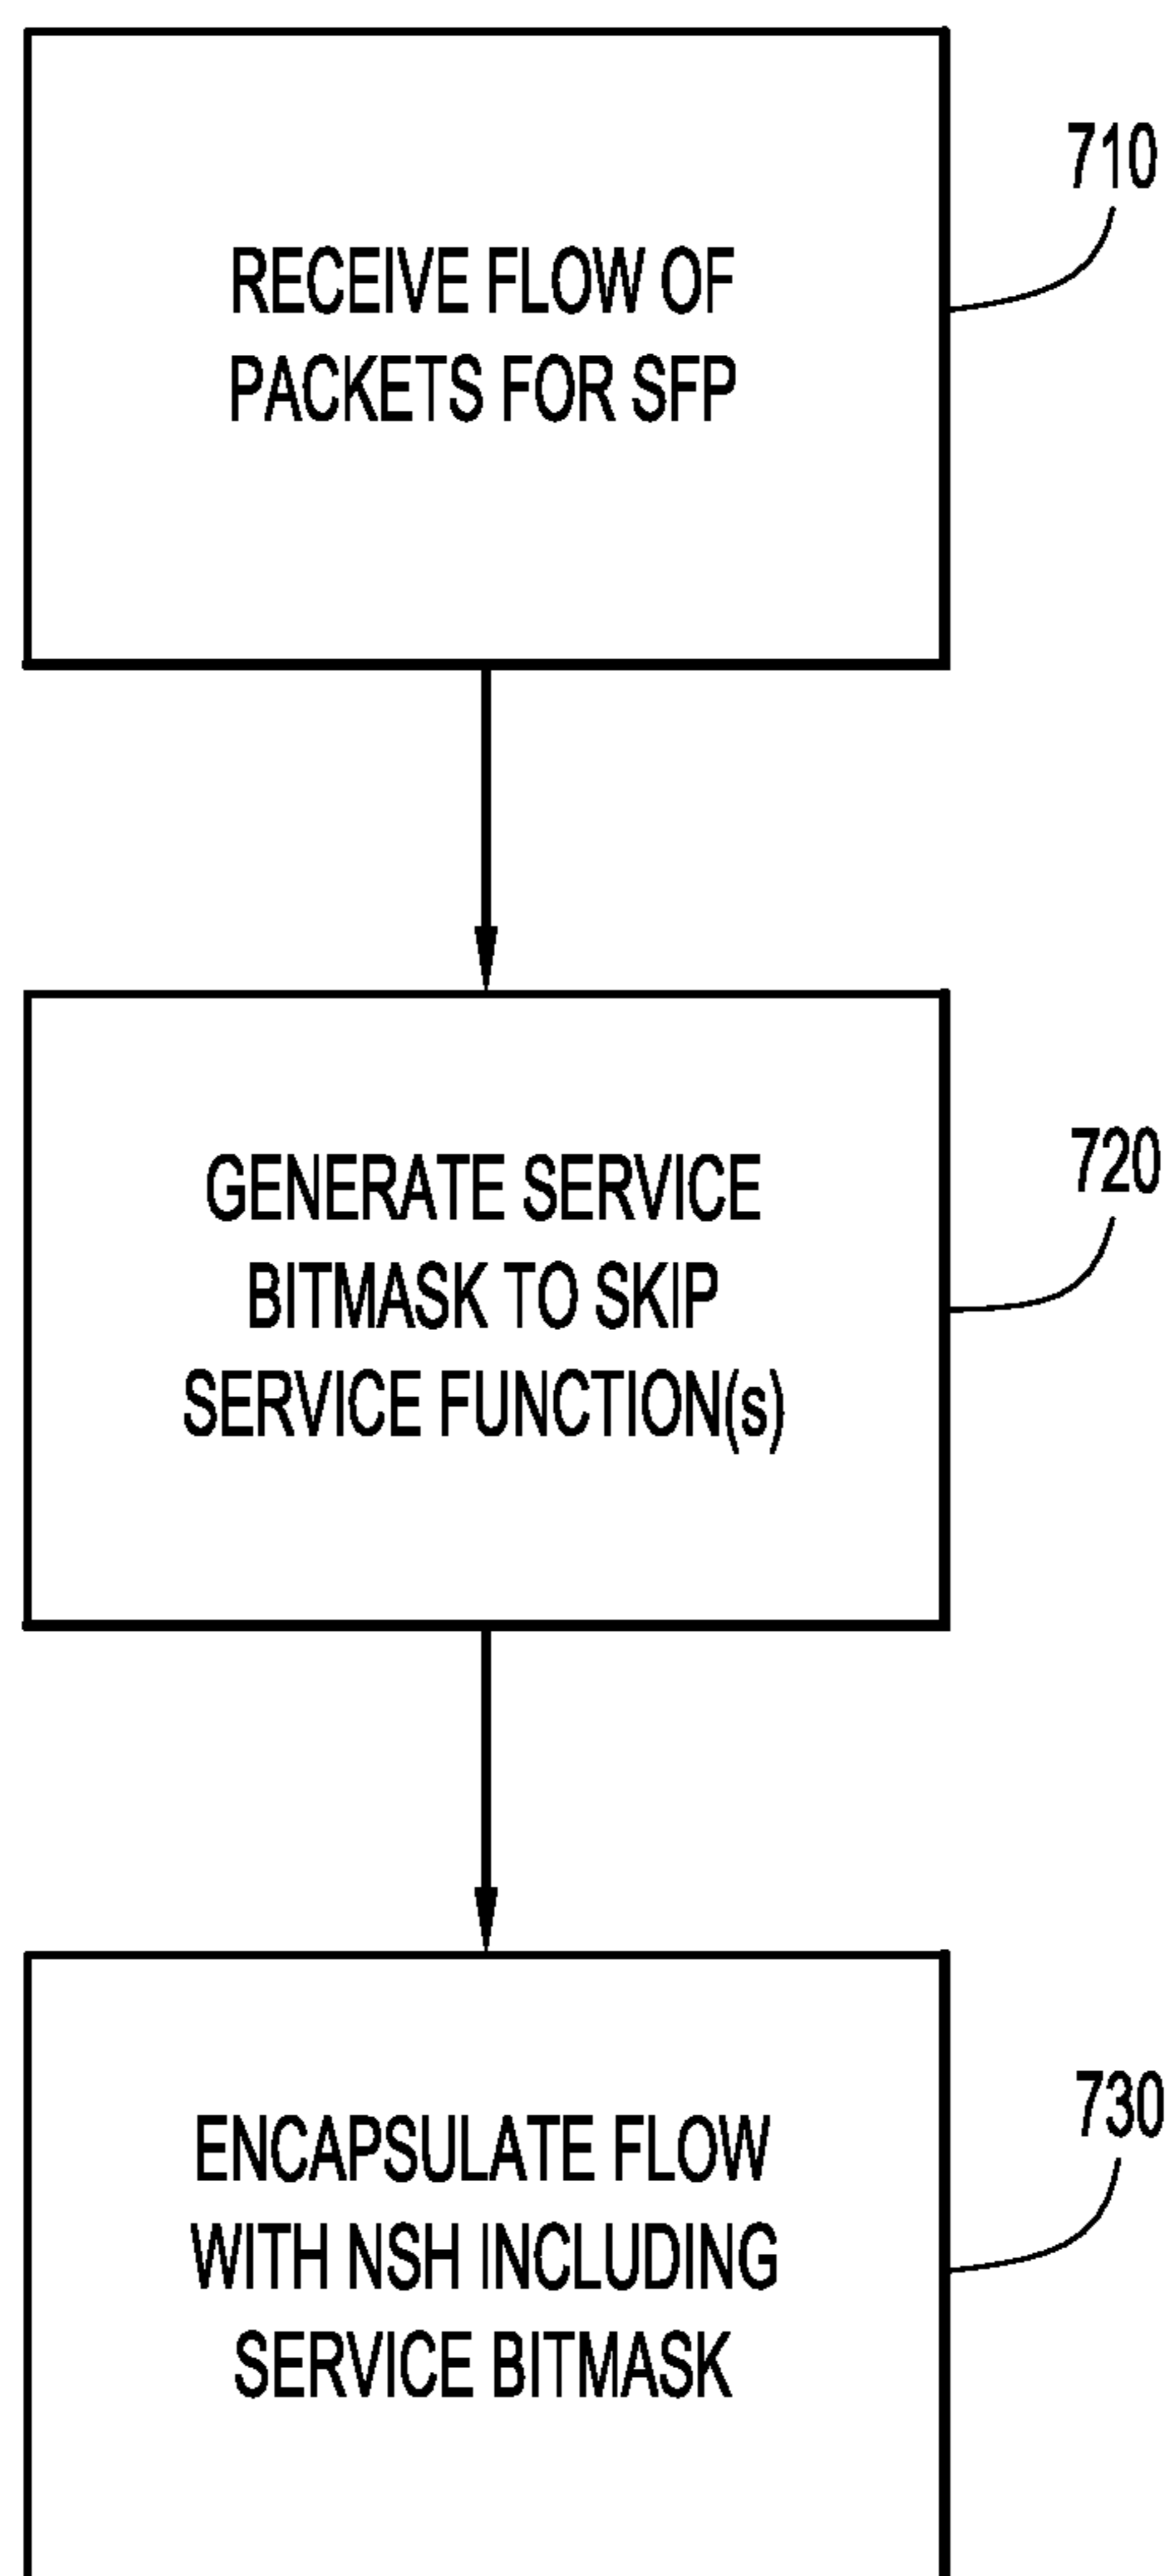 710
RECEIVE FLOW OF
PACKETS FOR SFP
720
GENERATE SERVICE
BITMASK TO SKIP
SERVICE FUNCTION(s)
730
ENCAPSULATE FLOW
WITH NSH INCLUDING
SERVICE BITMASK